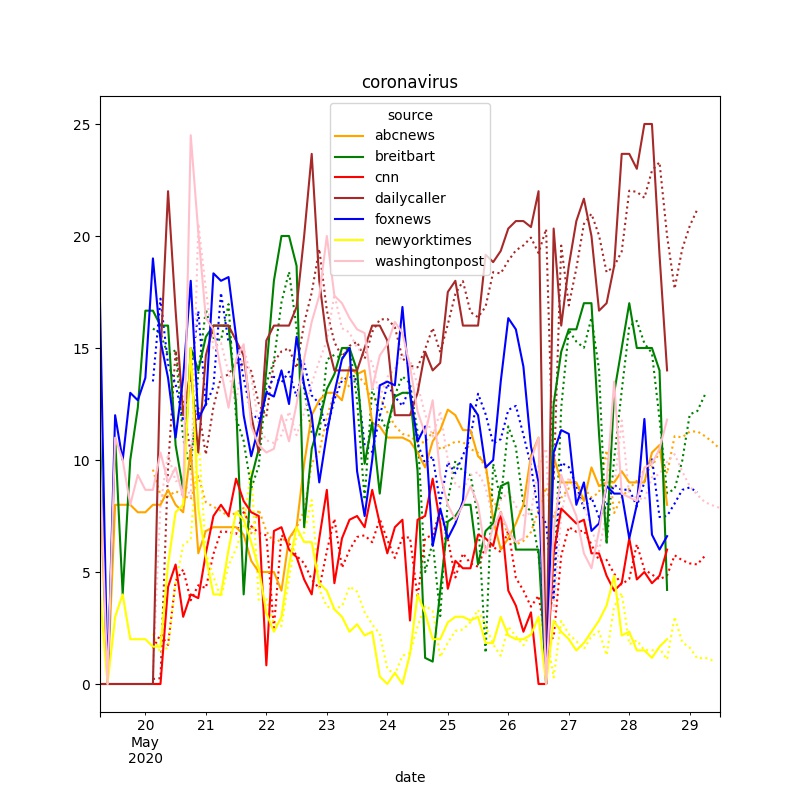 coronavirus
source
abcnews
breitbart
cnn
dailycaller
foxnews
newyorktimes
washingtonpost
25
20
15
10
5
0
20 21 22 23 24 25 26 27 28 29
May
2020
date